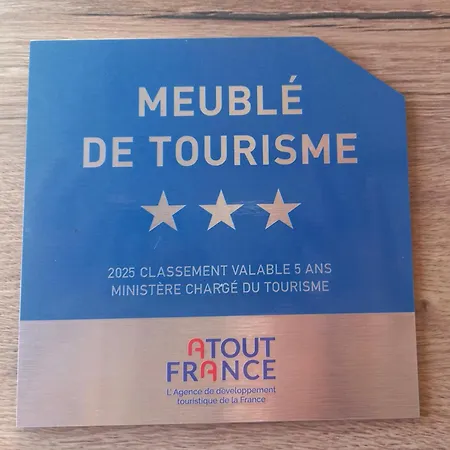 MEUBLÉ
DE TOURISME
2025 CLASSEMENT VALABLE 5 ANS
MINISTÈRE CHARGÉ DU TOURISME
ATOUT
FRANCE
L'Agence de développement
touristique de la France